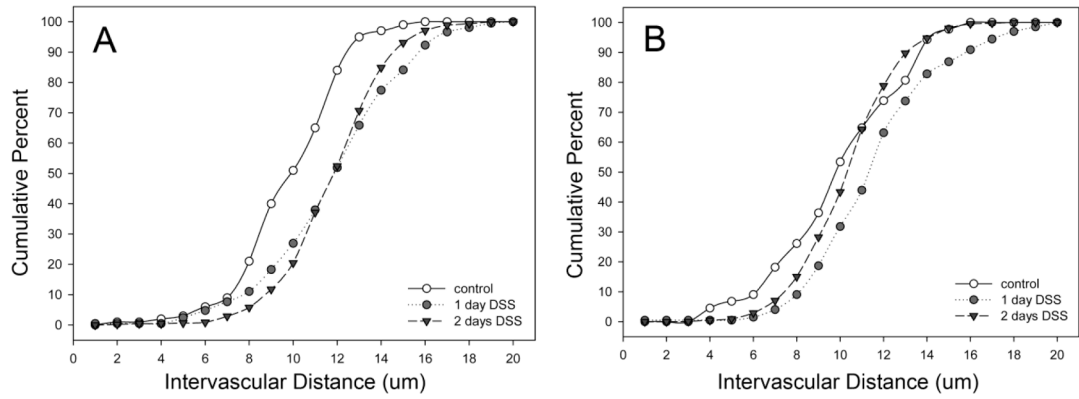 A
Cumulative Percent
100
90
80
70
60
50
40
30
20
10
0
control
1 day DSS
2 days DSS
0 2 4 6 8 10 12 14 16 18 20
Intervascular Distance (um)
B
Cumulative Percent
100
90
80
70
60
50
40
30
20
10
0
control
1 day DSS
2 days DSS
0 2 4 6 8 10 12 14 16 18 20
Intervascular Distance (um)